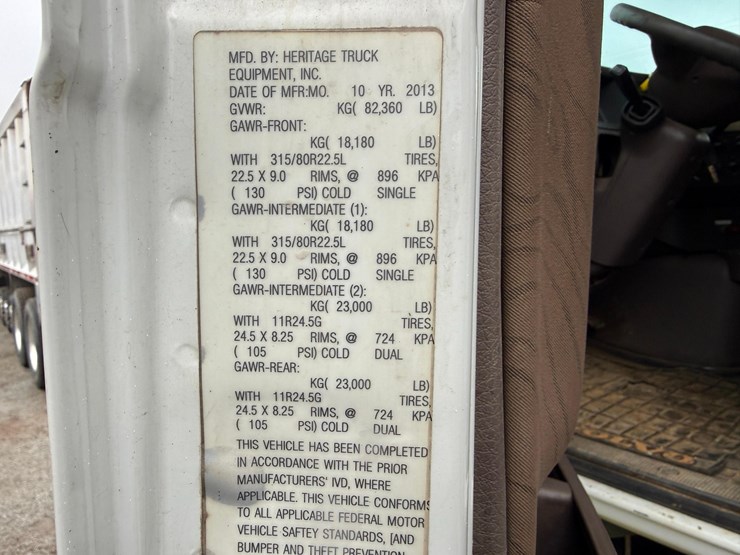 MFD. BY: HERITAGE TRUCK
EQUIPMENT, INC.
DATE OF MFR:MO. 10 YR. 2013
GVWR: KG( 82,360 LB)
GAWR-FRONT:
KG( 18,180 LB)
WITH 315/80R22.5L TIRES,
22.5 X 9.0 RIMS, @ 896 KPA
( 130 PSI) COLD SINGLE
GAWR-INTERMEDIATE (1):
KG( 18,180 LB)
WITH 315/80R22.5L TIRES,
22.5 X 9.0 RIMS, @ 896 KPA
( 130 PSI) COLD SINGLE
GAWR-INTERMEDIATE (2):
KG( 23,000 LB)
WITH 11R24.5G TIRES,
24.5 X 8.25 RIMS, @ 724 KPA
( 105 PSI) COLD DUAL
GAWR-REAR:
KG( 23,000 LB)
WITH 11R24.5G TIRES,
24.5 X 8.25 RIMS, @ 724 KPA
( 105 PSI) COLD DUAL
THIS VEHICLE HAS BEEN COMPLETED
IN ACCORDANCE WITH THE PRIOR
MANUFACTURERS' IVD, WHERE
APPLICABLE. THIS VEHICLE CONFORMS
TO ALL APPLICABLE FEDERAL MOTOR
VEHICLE SAFTEY STANDARDS, [AND
BUMPER AND THEFT PREVENTION
VOLVO